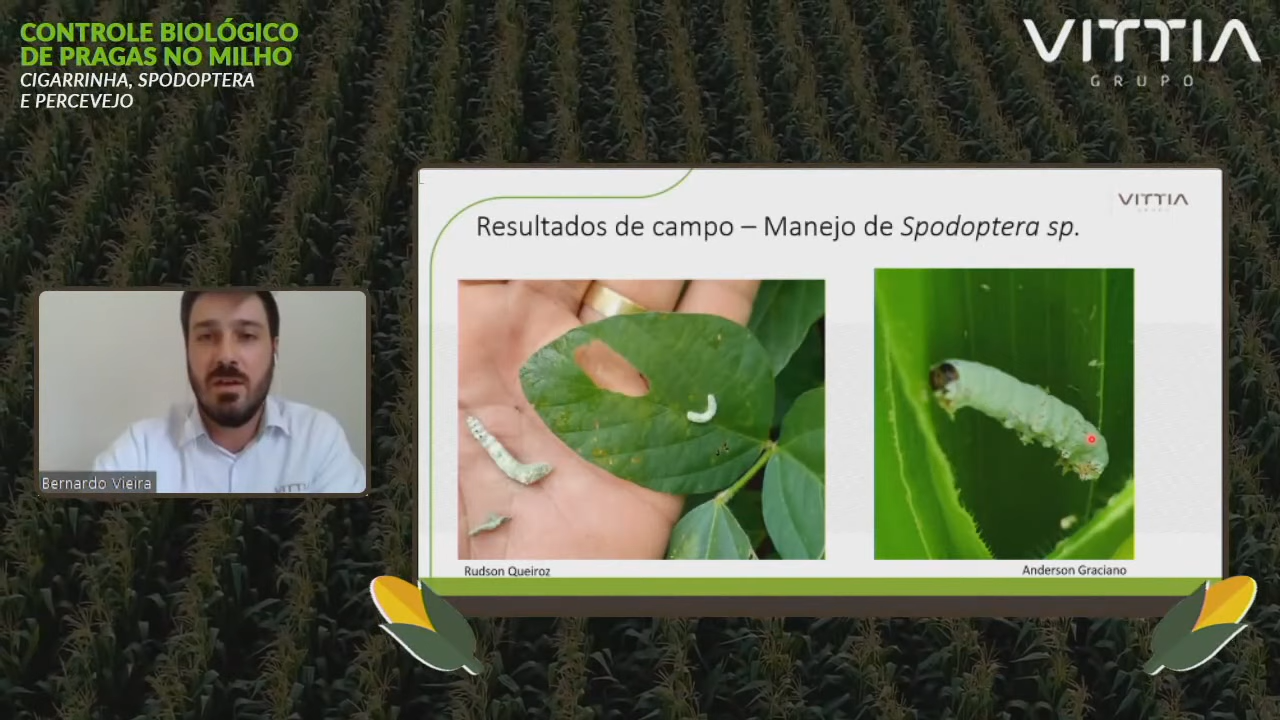 CONTROLE BIOLÓGICO
DE PRAGAS NO MILHO
CIGARRINHA, SPODOPTERA
E PERCEVEJO
VITTIA
GRUPO
VITTIA
Resultados de campo – Manejo de Spodoptera sp.
Bernardo Vieira
Rudson Queiroz
Anderson Graciano